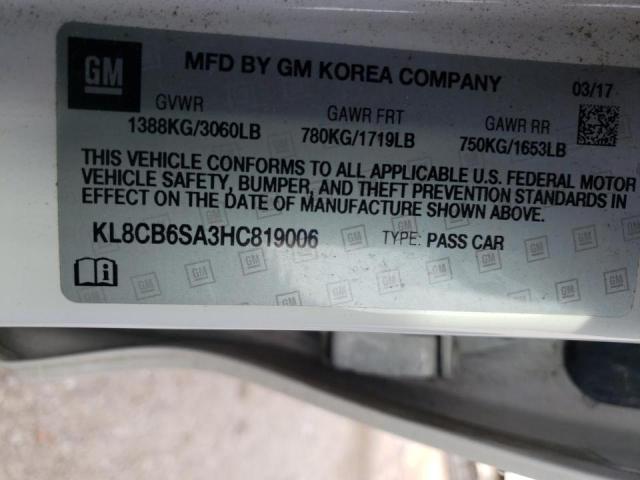 GM MFD BY GM KOREA COMPANY 03/17
GVWR GAWR FRT GAWR RR
1388KG/3060LB 780KG/1719LB 750KG/1653LB
THIS VEHICLE CONFORMS TO ALL APPLICABLE U.S. FEDERAL MOTOR
VEHICLE SAFETY, BUMPER, AND THEFT PREVENTION STANDARDS IN
EFFECT ON THE DATE OF MANUFACTURE SHOWN ABOVE.
KL8CB6SA3HC819006 TYPE: PASS CAR